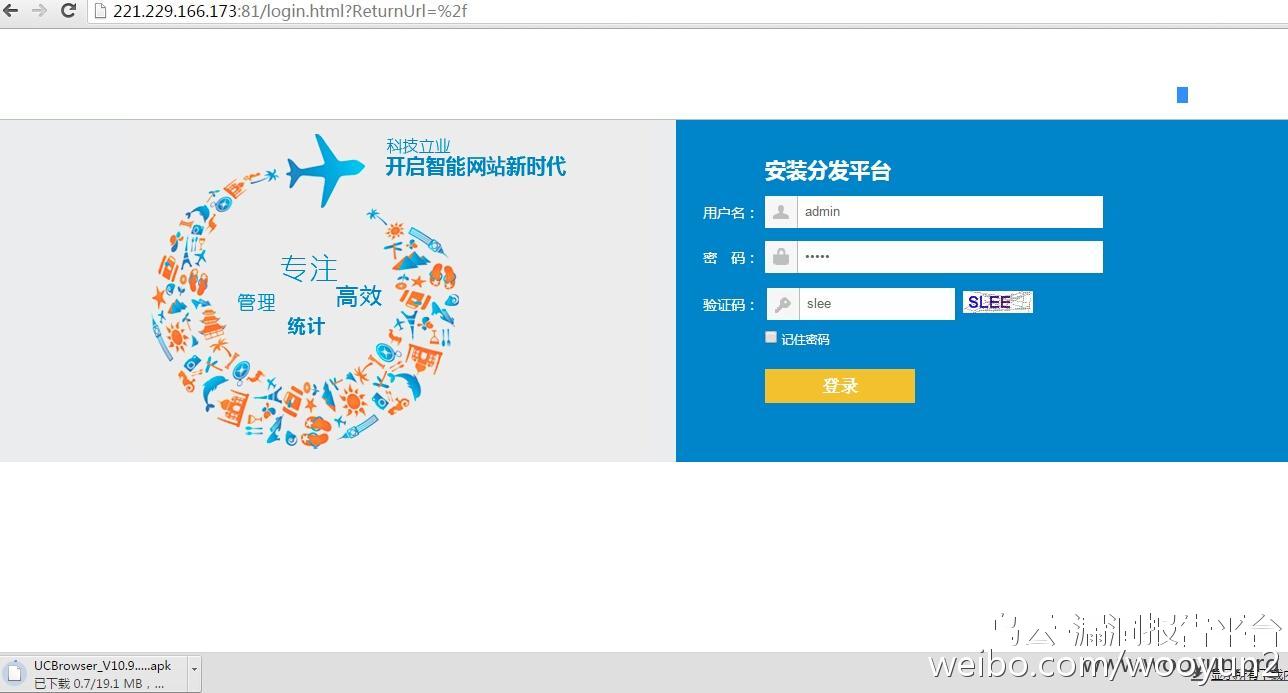 221.229.166.173:81/login.html?ReturnUrl=%2f
科技立业
开启智能网站新时代
专注
管理
高效
统计
安装分发平台
用户名： admin
密 码： •••••
验证码： slee SLEE
记住密码
登录
乌云-漏洞报告平台
weibo.com/wooyun2
www.wooyun.org
UCBrowser_V10.9.....apk
已下载 0.7/19.1 MB，...